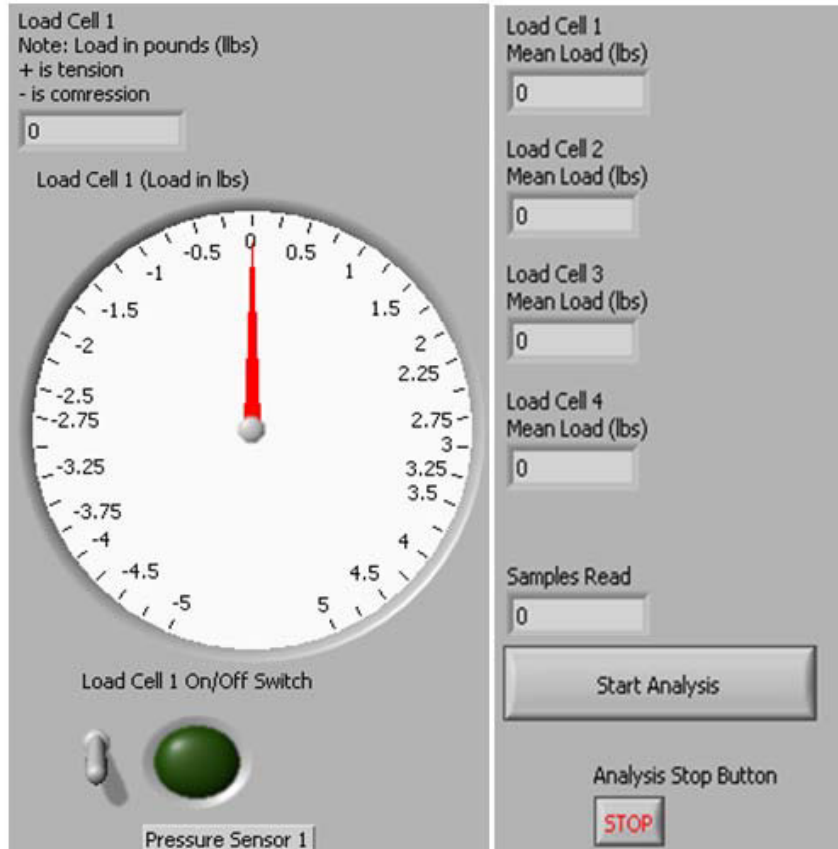 Load Cell 1
Note: Load in pounds (llbs)
+ is tension
- is comression
0
Load Cell 1 (Load in lbs)
0
-0.5
0.5
-1
1
-1.5
1.5
-2
2
2.25
-2.5
-2.75
2.75
3
-3.25
3.25
3.5
-3.75
-4
4
-4.5
4.5
-5
5
Load Cell 1 On/Off Switch
Pressure Sensor 1
Load Cell 1
Mean Load (lbs)
0
Load Cell 2
Mean Load (lbs)
0
Load Cell 3
Mean Load (lbs)
0
Load Cell 4
Mean Load (lbs)
0
Samples Read
0
Start Analysis
Analysis Stop Button
STOP